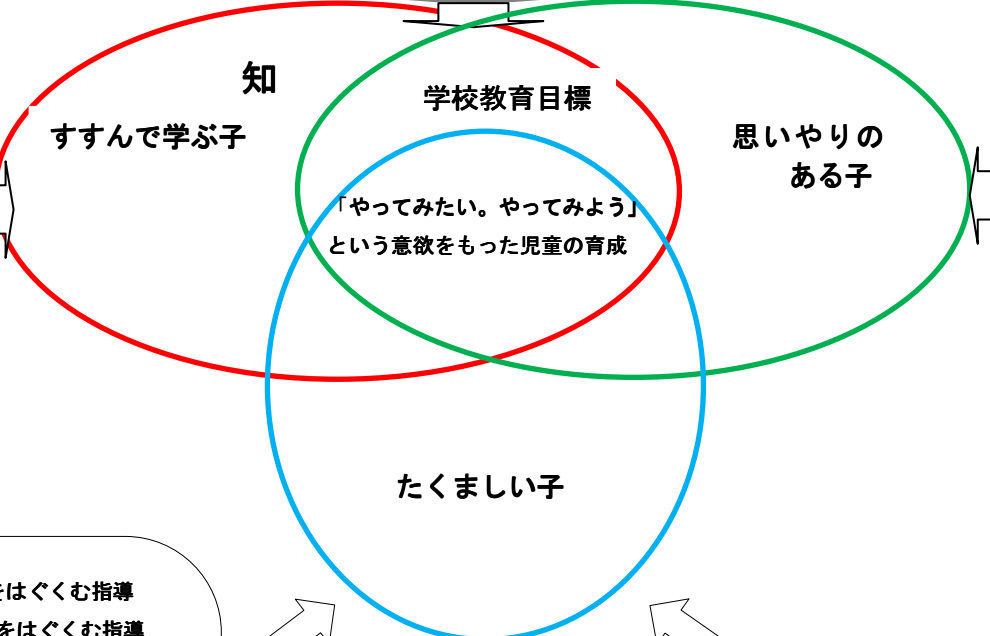 知
学校教育目標
すすんで学ぶ子
思いやりの
ある子
「やってみたい。やってみよう」
という意欲をもった児童の育成
たくましい子
をはぐくむ指導
をはぐくむ指導